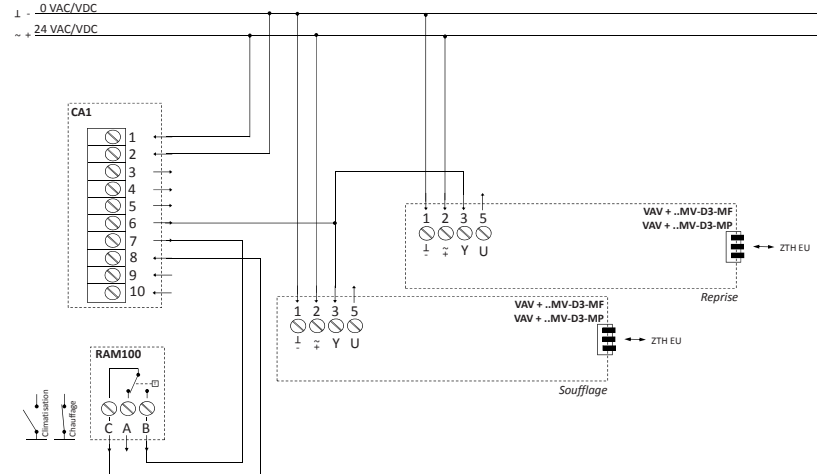 ⊥ - 0 VAC/VDC
~ + 24 VAC/VDC
CA1
1
2
3
4
5
6
7
8
9
10
1 2 3 5
⊥ ~ Y U
- +
VAV + ..MV-D3-MF
VAV + ..MV-D3-MP
ZTH EU
Reprise
1 2 3 5
⊥ ~ Y U
- +
VAV + ..MV-D3-MF
VAV + ..MV-D3-MP
ZTH EU
Soufflage
RAM100
C A B
Climatisation
Chauffage